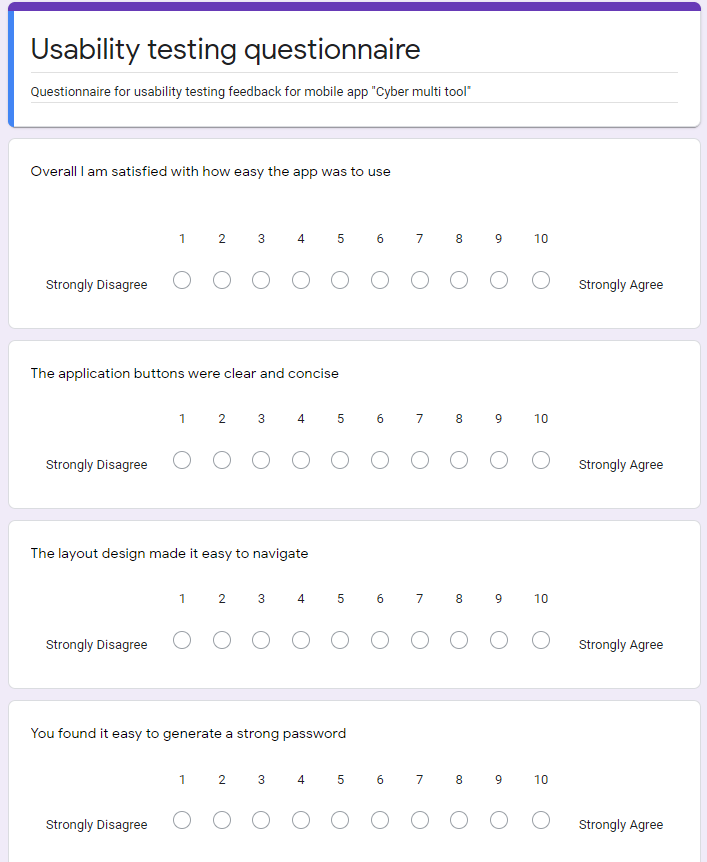 Usability testing questionnaire
Questionnaire for usability testing feedback for mobile app "Cyber multi tool"
Overall I am satisfied with how easy the app was to use
1 2 3 4 5 6 7 8 9 10
Strongly Disagree Strongly Agree
The application buttons were clear and concise
1 2 3 4 5 6 7 8 9 10
Strongly Disagree Strongly Agree
The layout design made it easy to navigate
1 2 3 4 5 6 7 8 9 10
Strongly Disagree Strongly Agree
You found it easy to generate a strong password
1 2 3 4 5 6 7 8 9 10
Strongly Disagree Strongly Agree